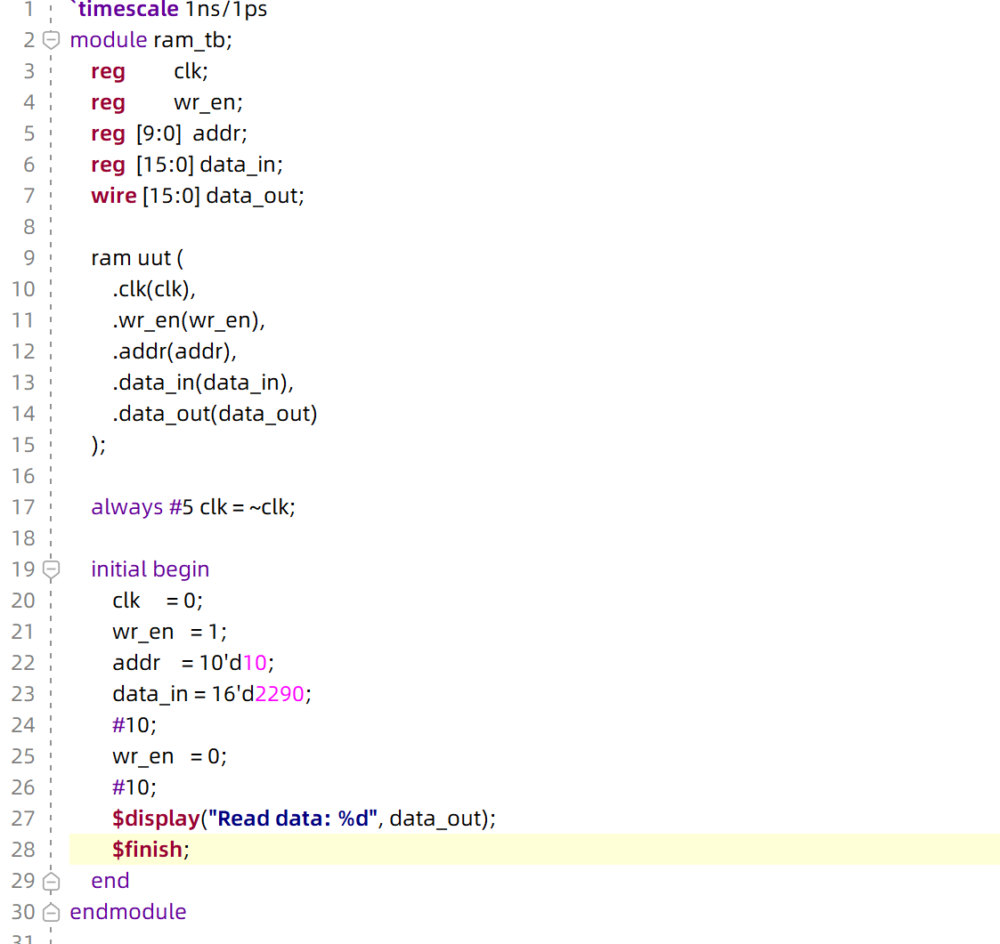 1 `timescale 1ns/1ps
2 module ram_tb;
3 reg clk;
4 reg wr_en;
5 reg [9:0] addr;
6 reg [15:0] data_in;
7 wire [15:0] data_out;
8
9 ram uut (
10 .clk(clk),
11 .wr_en(wr_en),
12 .addr(addr),
13 .data_in(data_in),
14 .data_out(data_out)
15 );
16
17 always #5 clk = ~clk;
18
19 initial begin
20 clk = 0;
21 wr_en = 1;
22 addr = 10'd10;
23 data_in = 16'd2290;
24 #10;
25 wr_en = 0;
26 #10;
27 $display("Read data: %d", data_out);
28 $finish;
29 end
30 endmodule
31